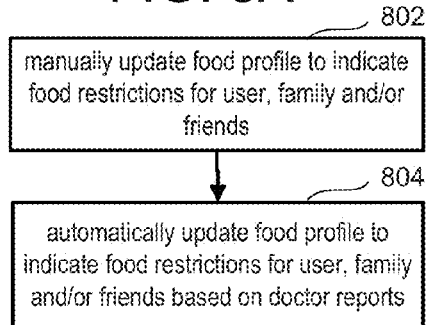 802
manually update food profile to indicate
food restrictions for user, family and/or
friends
804
automatically update food profile to
indicate food restrictions for user, family
and/or friends based on doctor reports